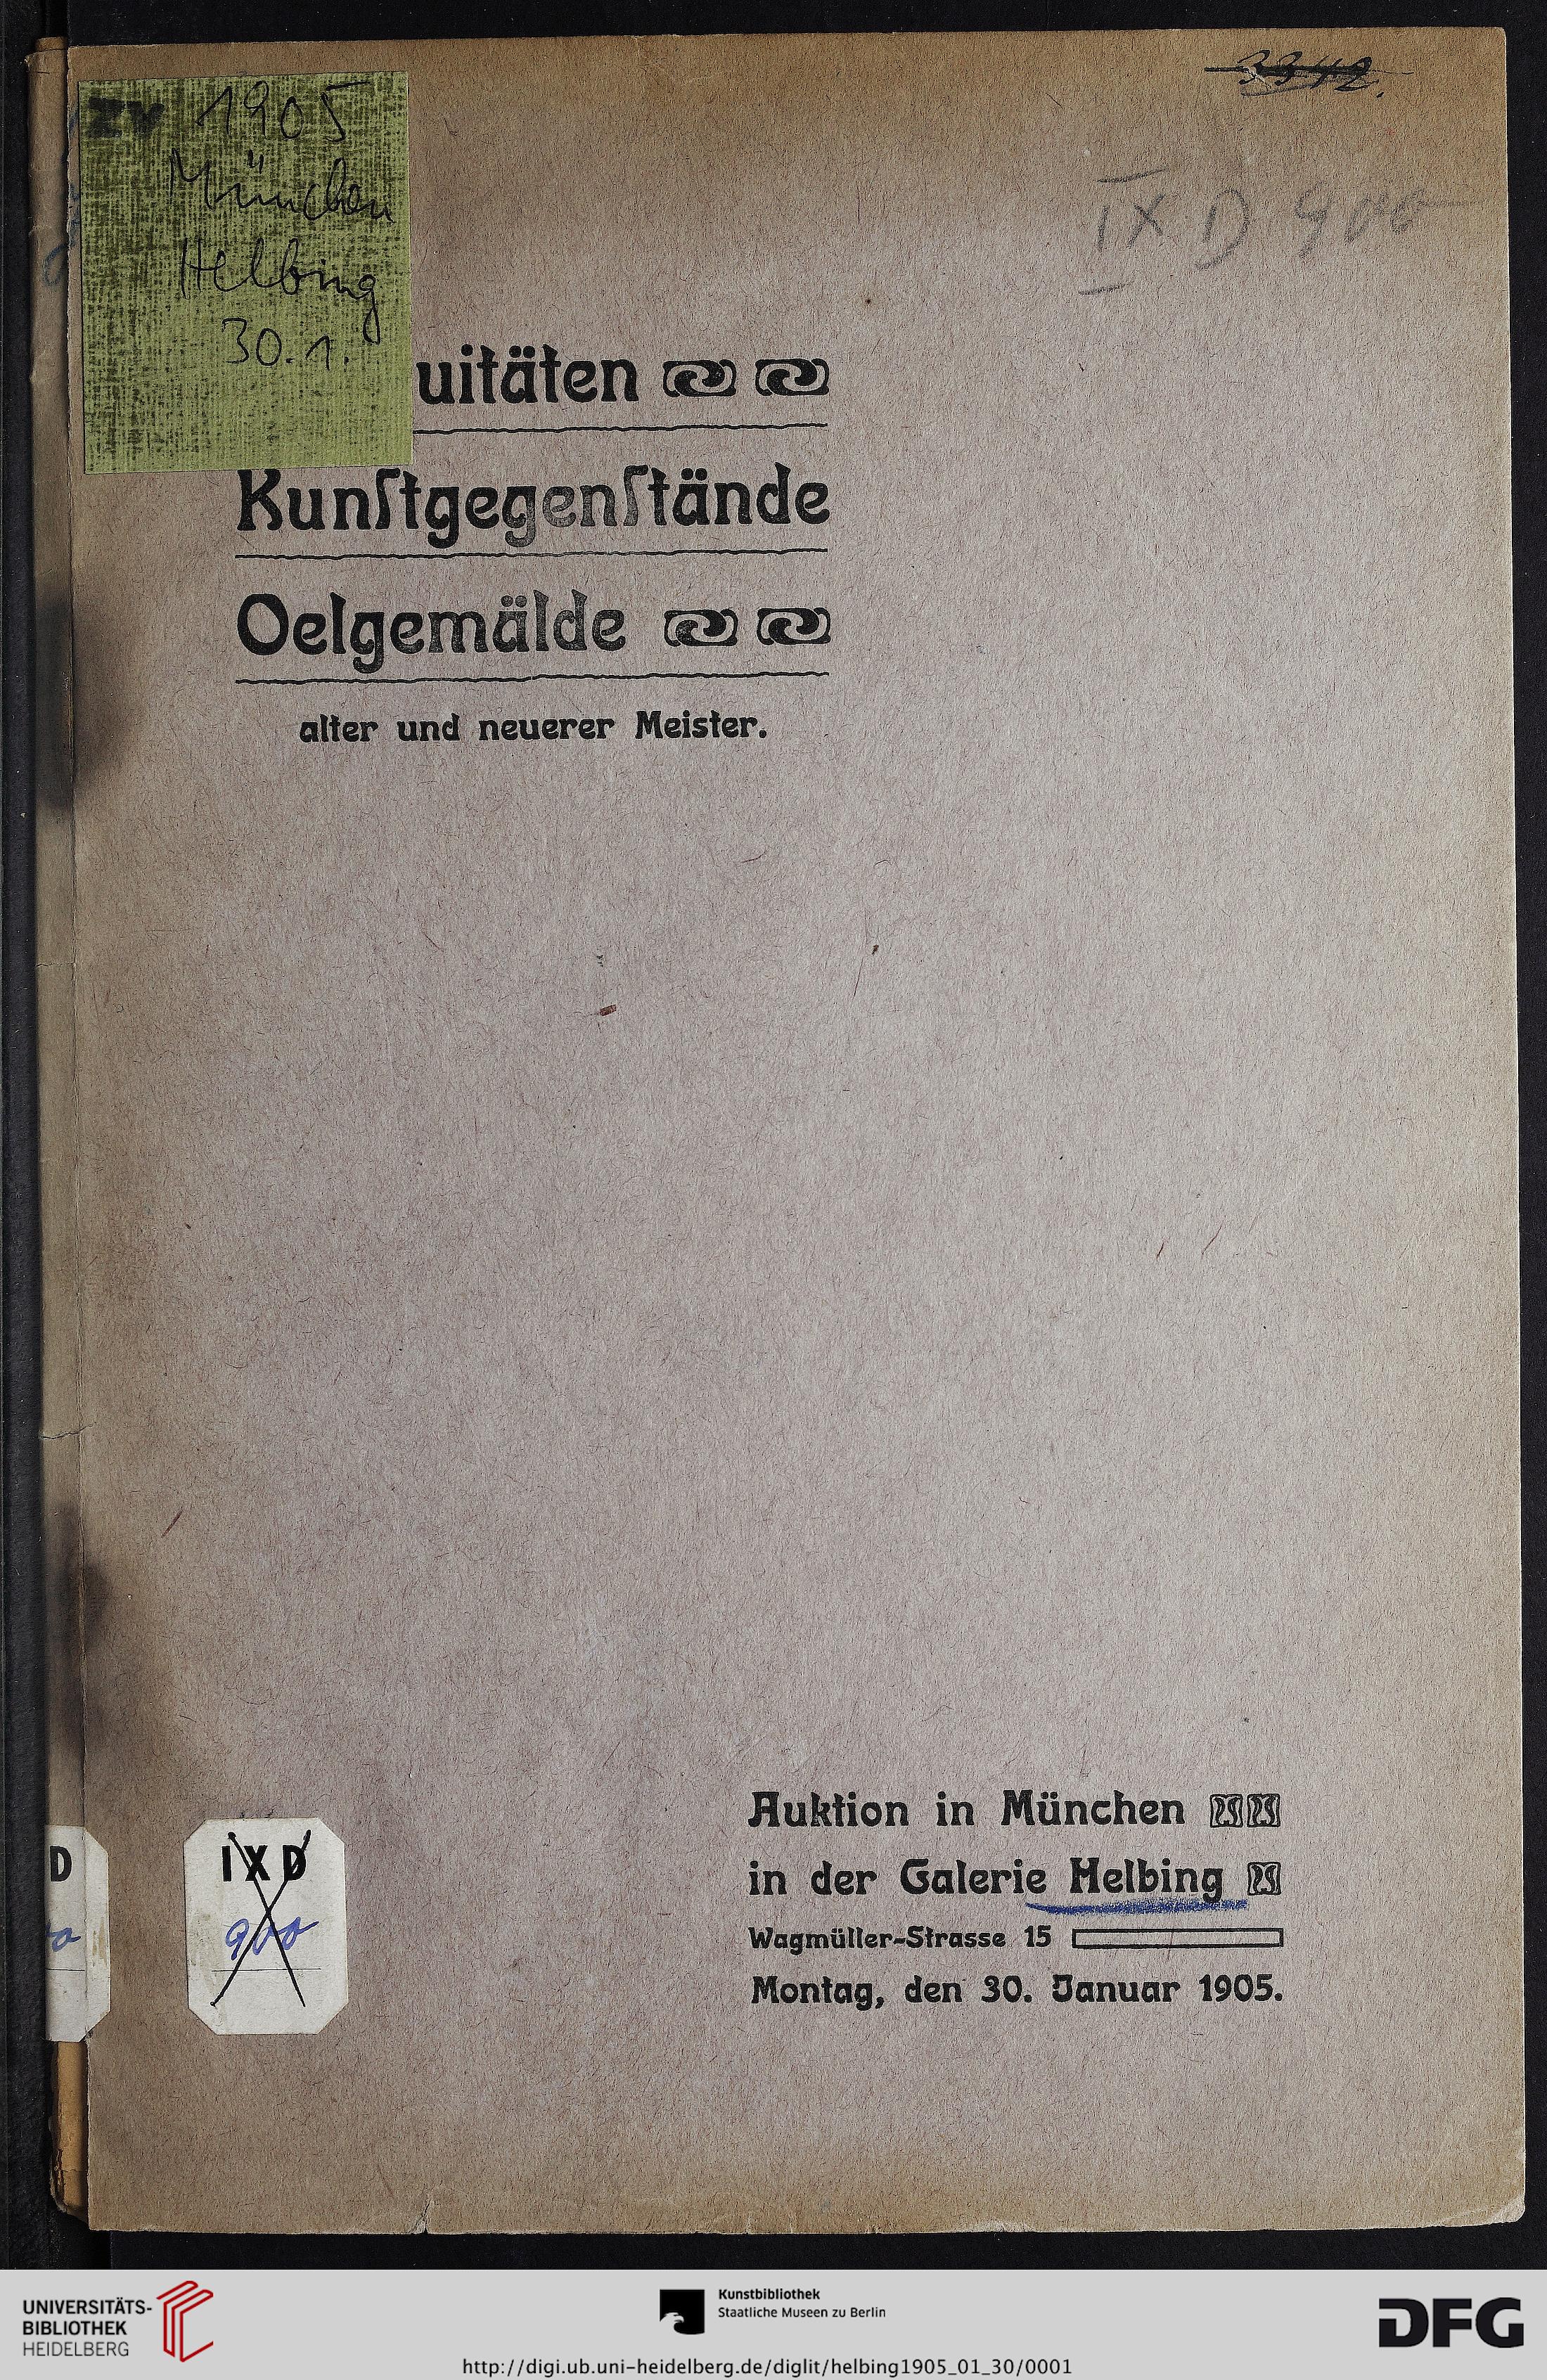 3342.
ZV 1905
München
Helbing
30.1.
IX D 900
uitäten
Kunſtgegenſtände
Oelgemälde
alter und neuerer Meister.
Auktion in München
in der Galerie Helbing
Wagmüller-Strasse 15
Montag, den 30. Januar 1905.
D
IXD
900
UNIVERSITÄTS-
BIBLIOTHEK
HEIDELBERG
Kunstbibliothek
Staatliche Museen zu Berlin
DFG
http://digi.ub.uni-heidelberg.de/diglit/helbing1905_01_30/0001